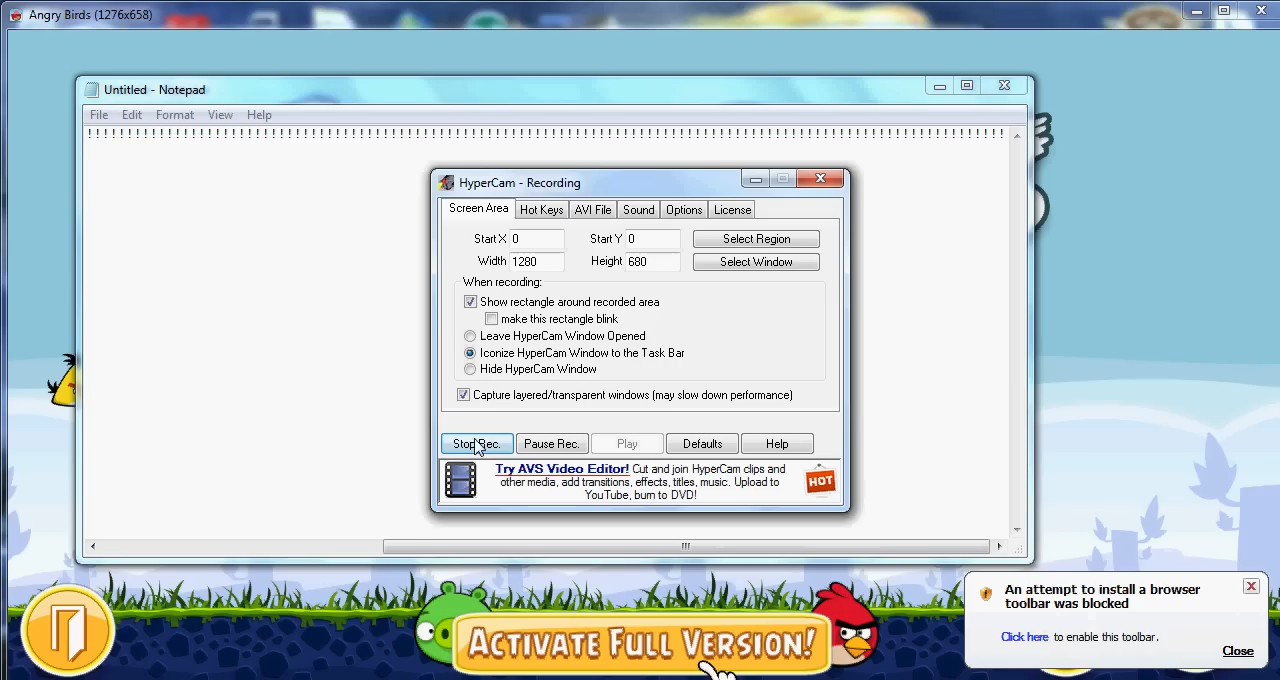 Angry Birds (1276x658)
Untitled - Notepad
File Edit Format View Help
!!!!!!!!!!!!!!!!!!!!!!!!!!!!!!!!!!!!!!!!!!!!!!!!!!!!!!!!!!!!!!!!!!!!!!!!!!!!!!!!!!!!!!!!!!!!!!!!!!!!!!!!!!!!!!!!!!!
HyperCam - Recording
Screen Area Hot Keys AVI File Sound Options License
Start X 0 Start Y 0 Select Region
Width 1280 Height 680 Select Window
When recording:
Show rectangle around recorded area
make this rectangle blink
Leave HyperCam Window Opened
Iconize HyperCam Window to the Task Bar
Hide HyperCam Window
Capture layered/transparent windows (may slow down performance)
Stop Rec. Pause Rec. Play Defaults Help
Try AVS Video Editor! Cut and join HyperCam clips and
other media, add transitions, effects, titles, music. Upload to
YouTube, burn to DVD!
HOT
An attempt to install a browser
toolbar was blocked
Click here to enable this toolbar.
Close
ACTIVATE FULL VERSION!